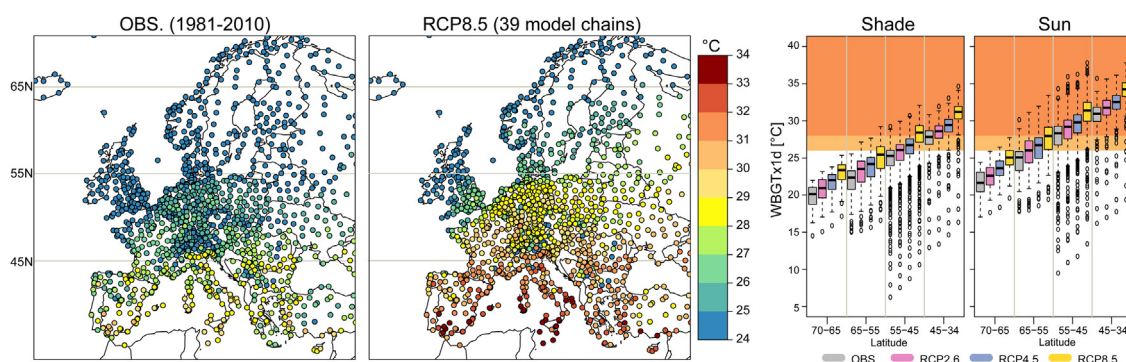 OBS. (1981-2010)
RCP8.5 (39 model chains)
°C
65N
55N
45N
34
33
32
31
30
29
28
27
26
25
24
Shade
Sun
WBGTx1d [°C]
40
35
30
25
20
15
10
5
70−65
65−55
55−45
45−34
70−65
65−55
55−45
45−34
Latitude
Latitude
OBS
RCP2.6
RCP4.5
RCP8.5